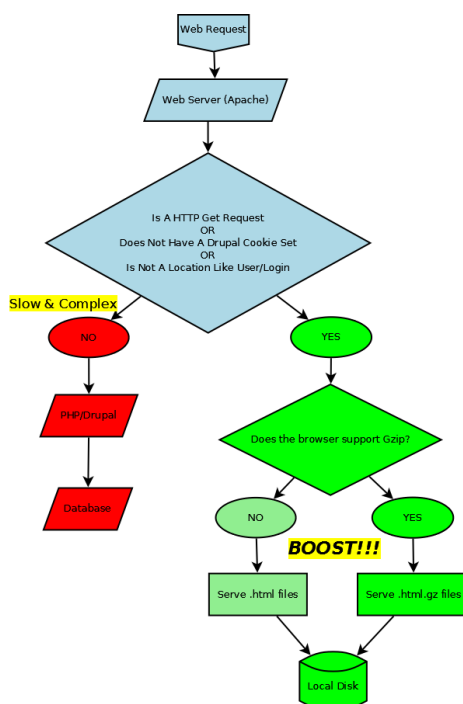 Web Request
Web Server (Apache)
Is A HTTP Get Request
OR
Does Not Have A Drupal Cookie Set
OR
Is Not A Location Like User/Login
Slow & Complex
NO
YES
PHP/Drupal
Does the browser support Gzip?
Database
NO
YES
BOOST!!!
Serve .html files
Serve .html.gz files
Local Disk